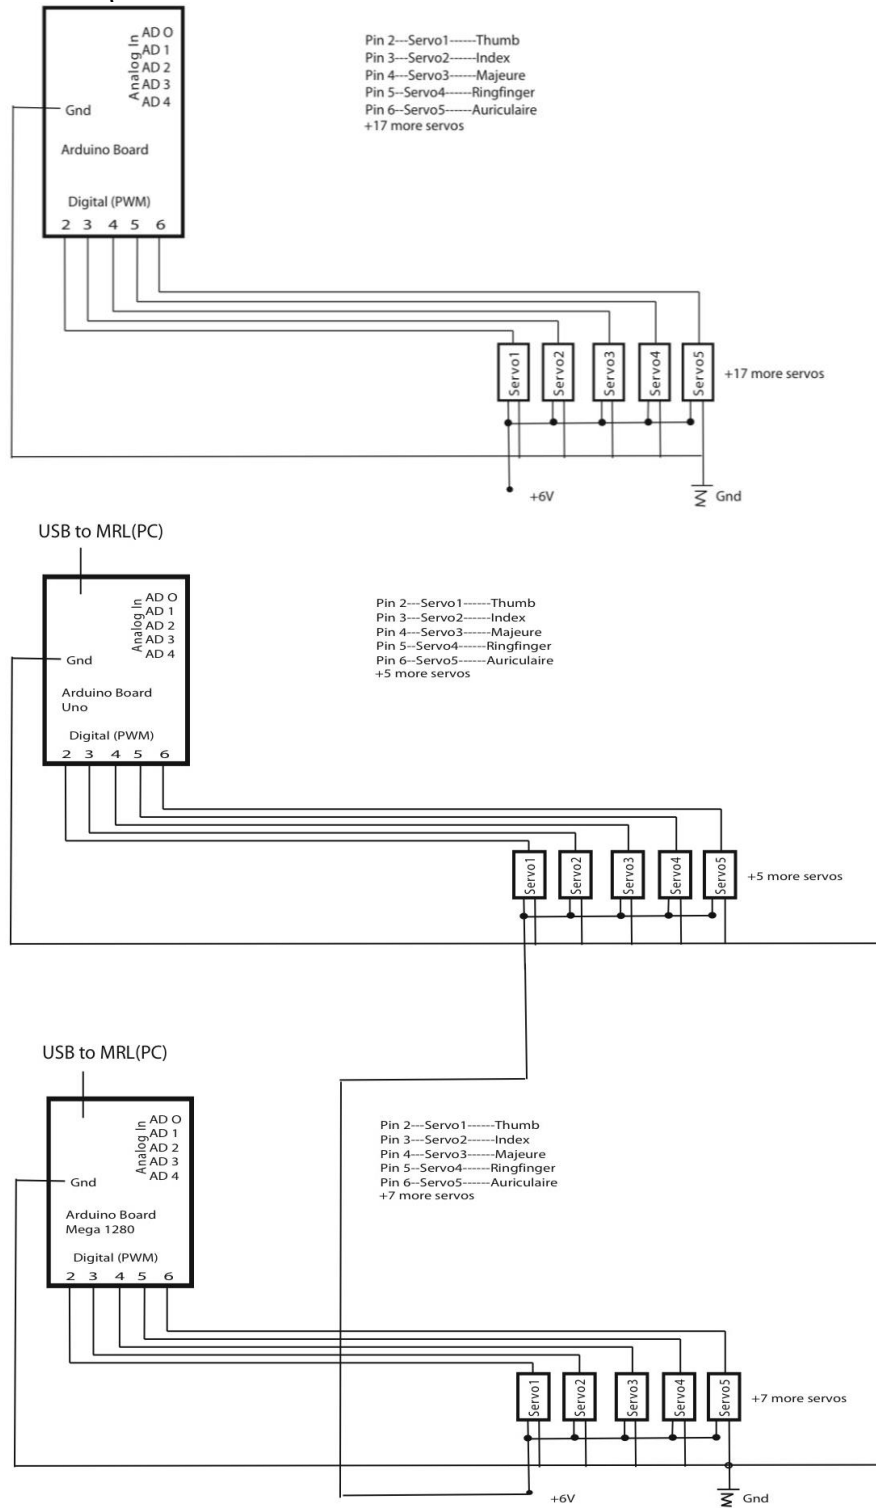 AD 0
AD 1
AD 2
AD 3
AD 4
Analog In
Gnd
Arduino Board
Digital (PWM)
2 3 4 5 6
Pin 2---Servo1------Thumb
Pin 3---Servo2------Index
Pin 4---Servo3------Majeure
Pin 5--Servo4------Ringfinger
Pin 6--Servo5------Auriculaire
+17 more servos
Servo1
Servo2
Servo3
Servo4
Servo5
+17 more servos
+6V
Gnd
USB to MRL(PC)
AD 0
AD 1
AD 2
AD 3
AD 4
Analog In
Gnd
Arduino Board
Uno
Digital (PWM)
2 3 4 5 6
Pin 2---Servo1------Thumb
Pin 3---Servo2------Index
Pin 4---Servo3------Majeure
Pin 5--Servo4------Ringfinger
Pin 6--Servo5------Auriculaire
+5 more servos
Servo1
Servo2
Servo3
Servo4
Servo5
+5 more servos
USB to MRL(PC)
AD 0
AD 1
AD 2
AD 3
AD 4
Analog In
Gnd
Arduino Board
Mega 1280
Digital (PWM)
2 3 4 5 6
Pin 2---Servo1------Thumb
Pin 3---Servo2------Index
Pin 4---Servo3------Majeure
Pin 5--Servo4------Ringfinger
Pin 6--Servo5------Auriculaire
+7 more servos
Servo1
Servo2
Servo3
Servo4
Servo5
+7 more servos
+6V
Gnd